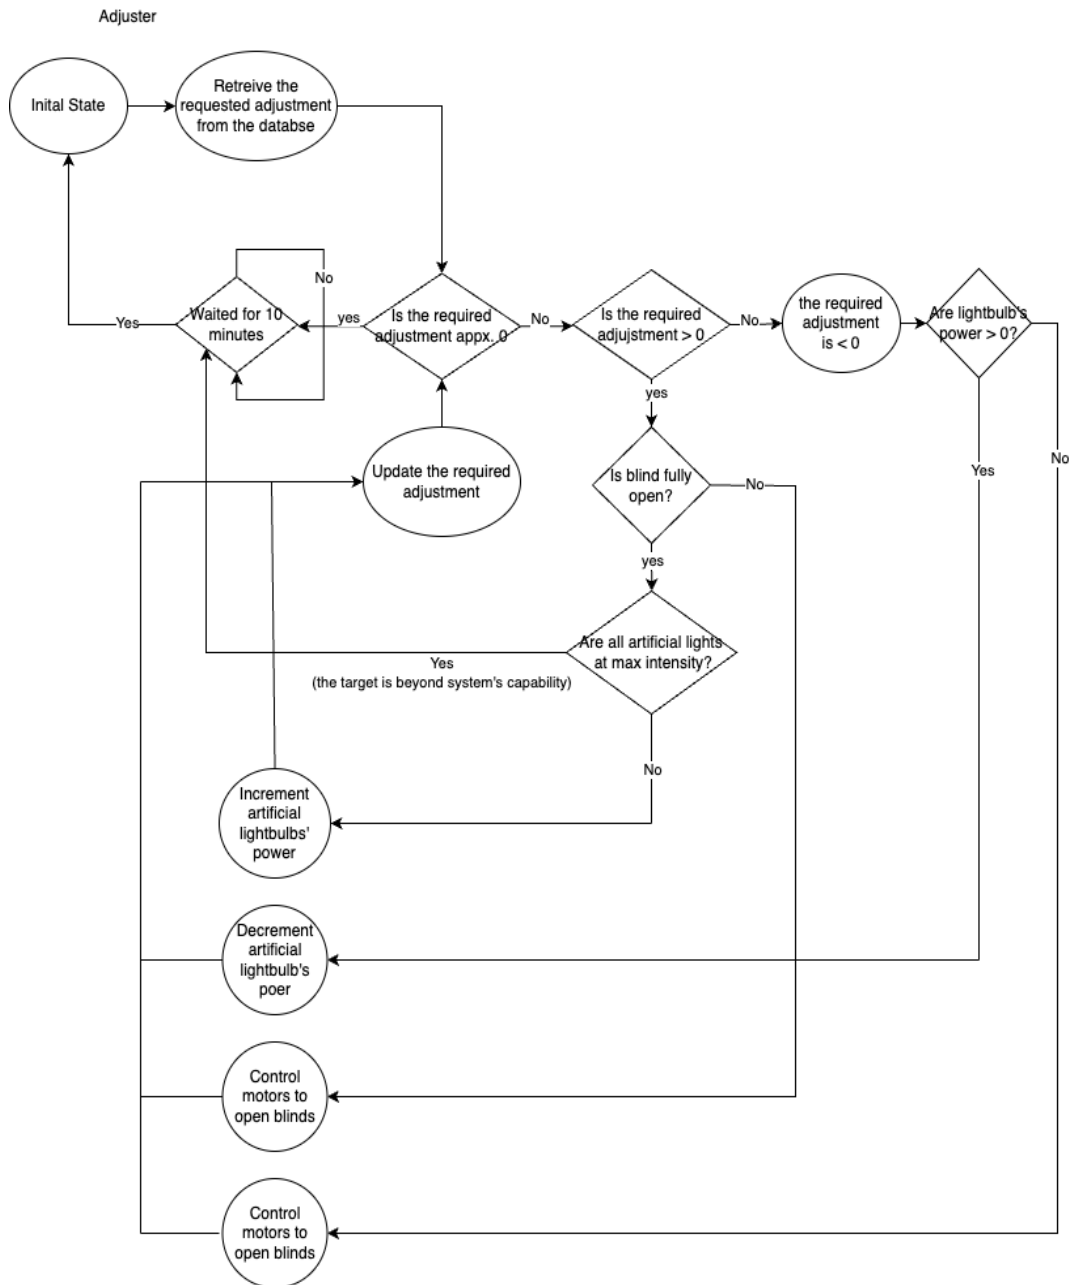 Adjuster
Inital State
Retreive the
requested adjustment
from the databse
Waited for 10
minutes
No
Yes
yes
Is the required
adjustment appx. 0
No
Is the required
adjujstment > 0
No
the required
adjustment
is < 0
Are lightbulb's
power > 0?
yes
Update the required
adjustment
Is blind fully
open?
No
Yes
No
yes
Are all artificial lights
at max intensity?
Yes
(the target is beyond system's capability)
No
Increment
artificial
lightbulbs'
power
Decrement
artificial
lightbulb's
poer
Control
motors to
open blinds
Control
motors to
open blinds